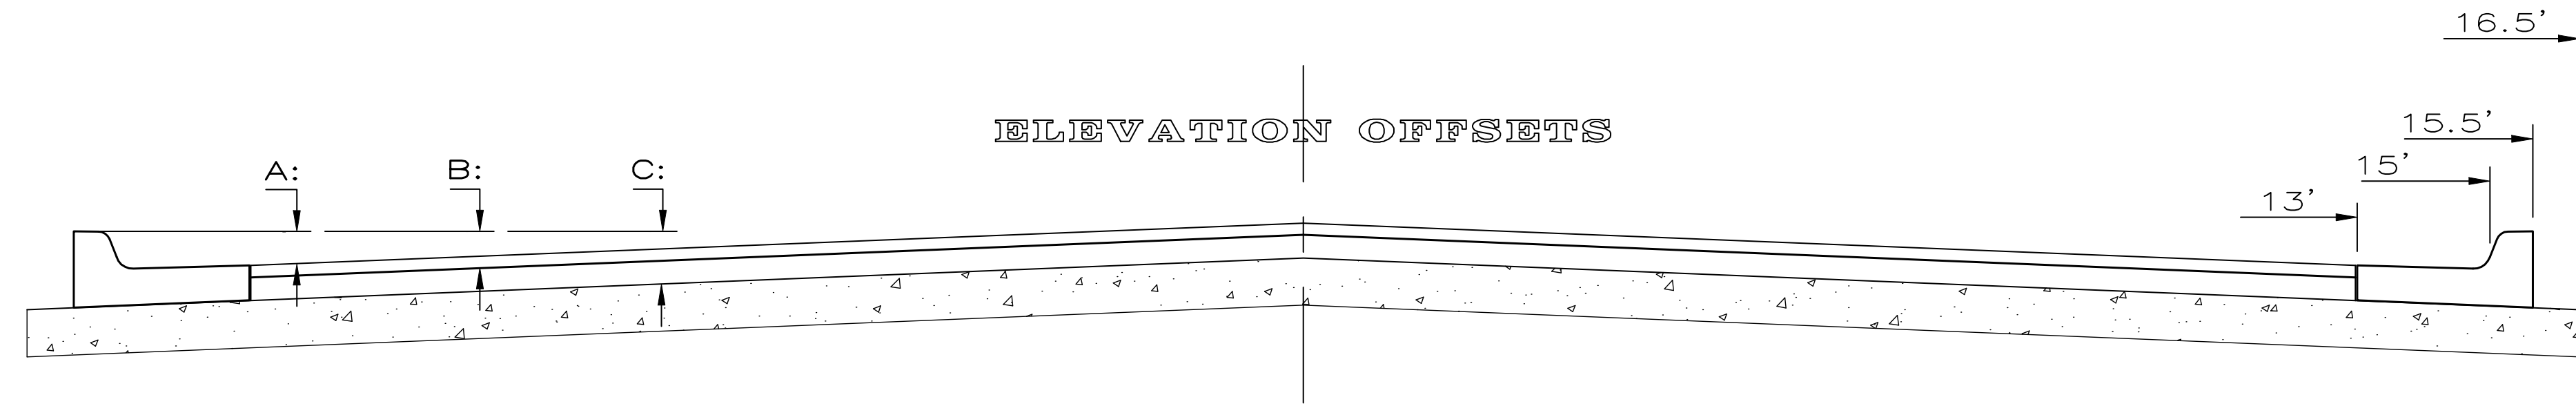 16.5’
ELEVATION OFFSETS
15.5’
A: B: C:
15’
13’